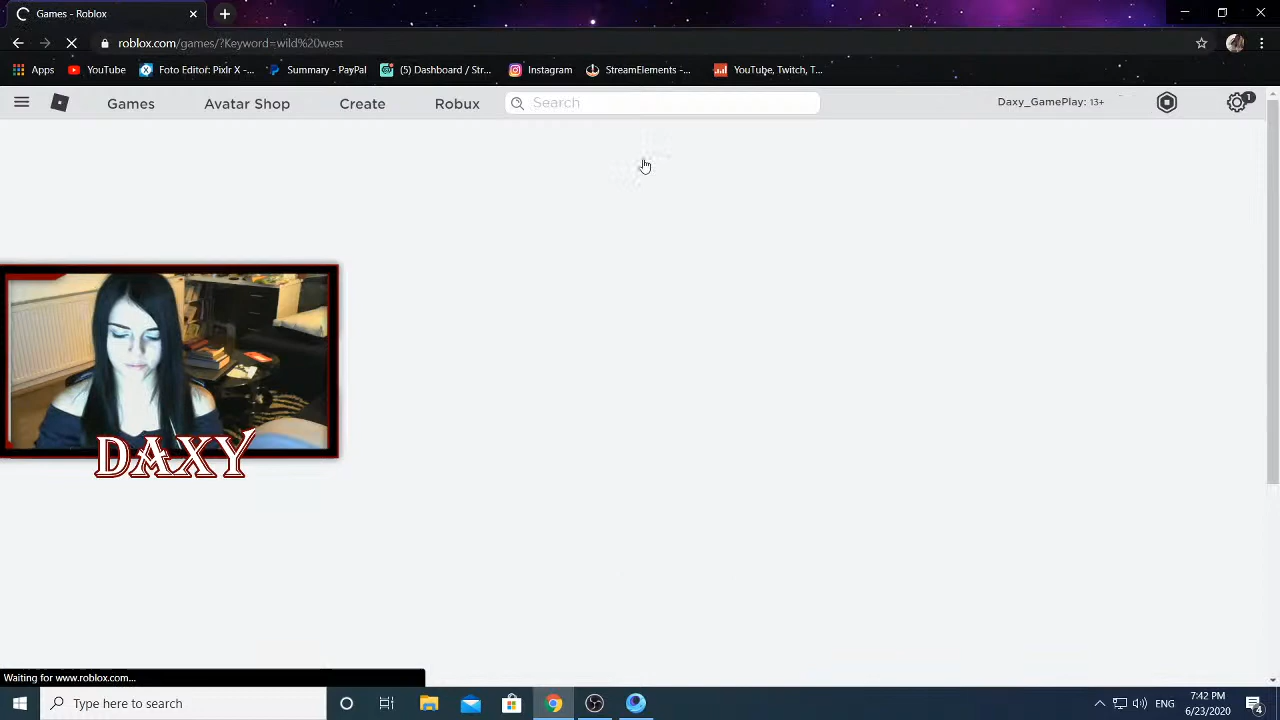 Games - Roblox
roblox.com/games/?Keyword=wild%20west
Apps YouTube Foto Editor: Pixlr X -... Summary - PayPal (5) Dashboard / Str... Instagram StreamElements -... YouTube, Twitch, T...
Games Avatar Shop Create Robux Search Daxy_GamePlay: 13+ 1
DAXY
Waiting for www.roblox.com...
Type here to search ENG 7:42 PM
6/23/2020 4